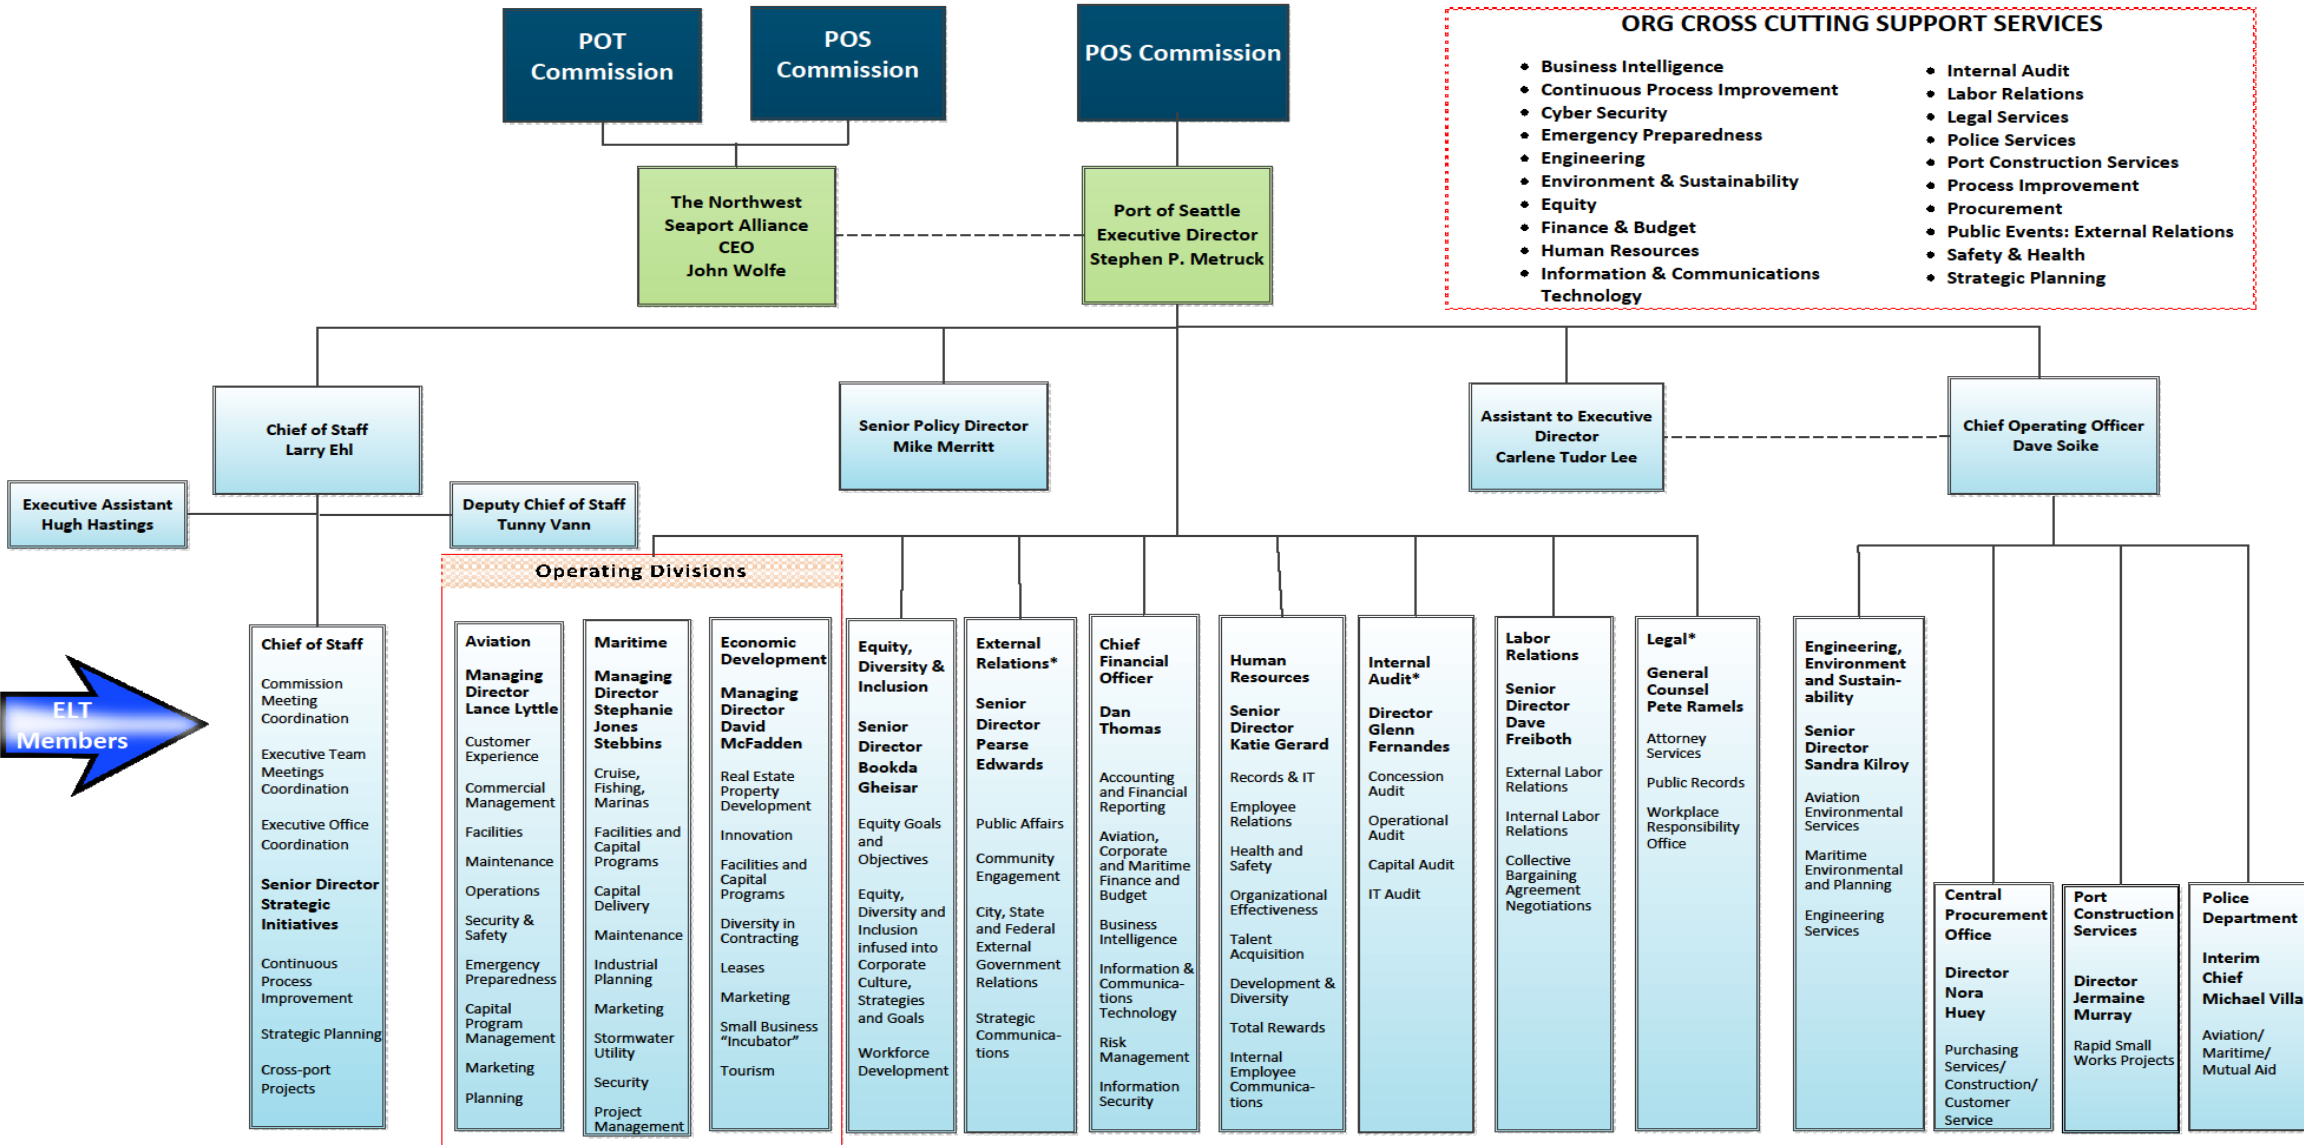 POT
Commission
POS
Commission
POS Commission
ORG CROSS CUTTING SUPPORT SERVICES
• Business Intelligence
• Continuous Process Improvement
• Cyber Security
• Emergency Preparedness
• Engineering
• Environment & Sustainability
• Equity
• Finance & Budget
• Human Resources
• Information & Communications
Technology
• Internal Audit
• Labor Relations
• Legal Services
• Police Services
• Port Construction Services
• Process Improvement
• Procurement
• Public Events: External Relations
• Safety & Health
• Strategic Planning
The Northwest
Seaport Alliance
CEO
John Wolfe
Port of Seattle
Executive Director
Stephen P. Metruck
Chief of Staff
Larry Ehl
Senior Policy Director
Mike Merritt
Assistant to Executive
Director
Carlene Tudor Lee
Chief Operating Officer
Dave Soike
Executive Assistant
Hugh Hastings
Deputy Chief of Staff
Tunny Vann
Operating Divisions
ELT
Members
Chief of Staff
Commission
Meeting
Coordination
Executive Team
Meetings
Coordination
Executive Office
Coordination
Senior Director
Strategic
Initiatives
Continuous
Process
Improvement
Strategic Planning
Cross-port
Projects
Aviation
Managing
Director
Lance Lyttle
Customer
Experience
Commercial
Management
Facilities
Maintenance
Operations
Security &
Safety
Emergency
Preparedness
Capital
Program
Management
Marketing
Planning
Maritime
Managing
Director
Stephanie
Jones
Stebbins
Cruise,
Fishing,
Marinas
Facilities and
Capital
Programs
Capital
Delivery
Maintenance
Industrial
Planning
Marketing
Stormwater
Utility
Security
Project
Management
Economic
Development
Managing
Director
David
McFadden
Real Estate
Property
Development
Innovation
Facilities and
Capital
Programs
Diversity in
Contracting
Leases
Marketing
Small Business
“Incubator”
Tourism
Equity,
Diversity &
Inclusion
Senior
Director
Bookda
Gheisar
Equity Goals
and
Objectives
Equity,
Diversity and
Inclusion
infused into
Corporate
Culture,
Strategies
and Goals
Workforce
Development
External
Relations*
Senior
Director
Pearse
Edwards
Public Affairs
Community
Engagement
City, State
and Federal
External
Government
Relations
Strategic
Communica-
tions
Chief
Financial
Officer
Dan
Thomas
Accounting
and Financial
Reporting
Aviation,
Corporate
and Maritime
Finance and
Budget
Business
Intelligence
Information &
Communica-
tions
Technology
Risk
Management
Information
Security
Human
Resources
Senior
Director
Katie Gerard
Records & IT
Employee
Relations
Health and
Safety
Organizational
Effectiveness
Talent
Acquisition
Development &
Diversity
Total Rewards
Internal
Employee
Communica-
tions
Internal
Audit*
Director
Glenn
Fernandes
Concession
Audit
Operational
Audit
Capital Audit
IT Audit
Labor
Relations
Senior
Director
Dave
Freiboth
External Labor
Relations
Internal Labor
Relations
Collective
Bargaining
Agreement
Negotiations
Legal*
General
Counsel
Pete Ramels
Attorney
Services
Public Records
Workplace
Responsibility
Office
Engineering,
Environment
and Sustain-
ability
Senior
Director
Sandra Kilroy
Aviation
Environmental
Services
Maritime
Environmental
and Planning
Engineering
Services
Central
Procurement
Office
Director
Nora
Huey
Purchasing
Services/
Construction/
Customer
Service
Port
Construction
Services
Director
Jermaine
Murray
Rapid Small
Works Projects
Police
Department
Interim
Chief
Michael Villa
Aviation/
Maritime/
Mutual Aid